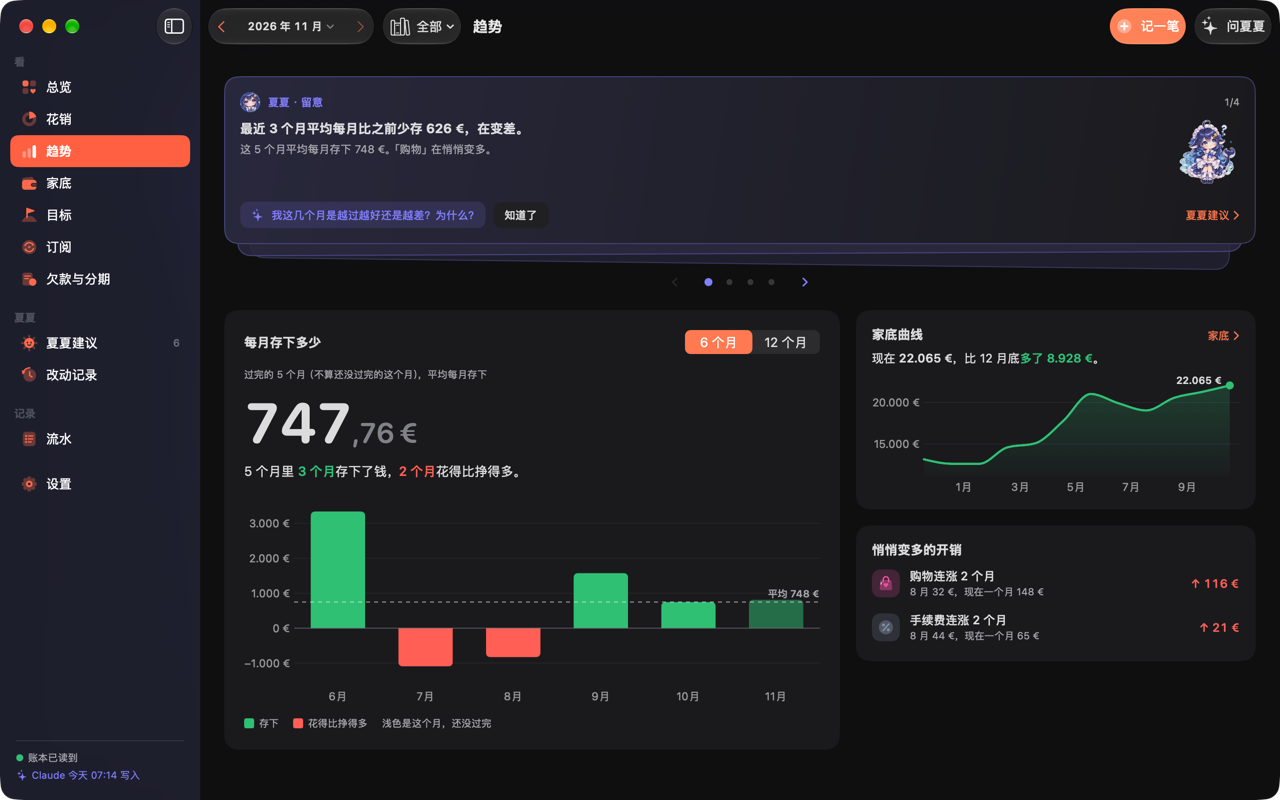 2026 年 11 月
全部
趋势
记一笔
问夏夏
看
总览
花销
趋势
家底
目标
订阅
欠款与分期
夏夏
夏夏建议
6
改动记录
记录
流水
设置
账本已读到
Claude 今天 07:14 写入
夏夏 · 留意
1/4
最近 3 个月平均每月比之前少存 626 €，在变差。
这 5 个月平均每月存下 748 €。「购物」在悄悄变多。
?
我这几个月是越过越好还是越差？为什么？
知道了
夏夏建议
每月存下多少
6 个月
12 个月
过完的 5 个月（不算还没过完的这个月），平均每月存下
747,76 €
5 个月里 3 个月存下了钱，2 个月花得比挣得多。
3.000 €
2.000 €
1.000 €
平均 748 €
0 €
−1.000 €
6月
7月
8月
9月
10月
11月
存下
花得比挣得多
浅色是这个月，还没过完
家底曲线
家底
现在 22.065 €，比 12 月底多了 8.928 €。
22.065 €
20.000 €
15.000 €
1月
3月
5月
7月
9月
悄悄变多的开销
购物连涨 2 个月
8 月 32 €，现在一个月 148 €
↑ 116 €
手续费连涨 2 个月
8 月 44 €，现在一个月 65 €
↑ 21 €